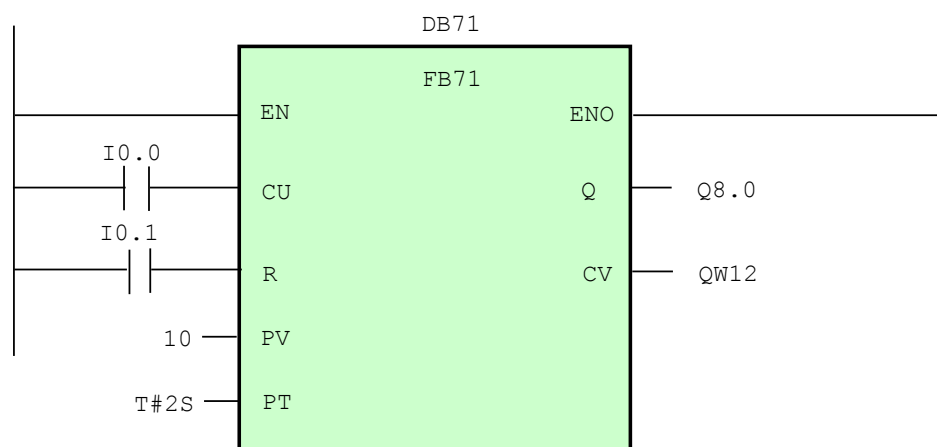 DB71
FB71
EN ENO
I0.0
CU Q Q8.0
I0.1
R CV QW12
10 PV
T#2S PT